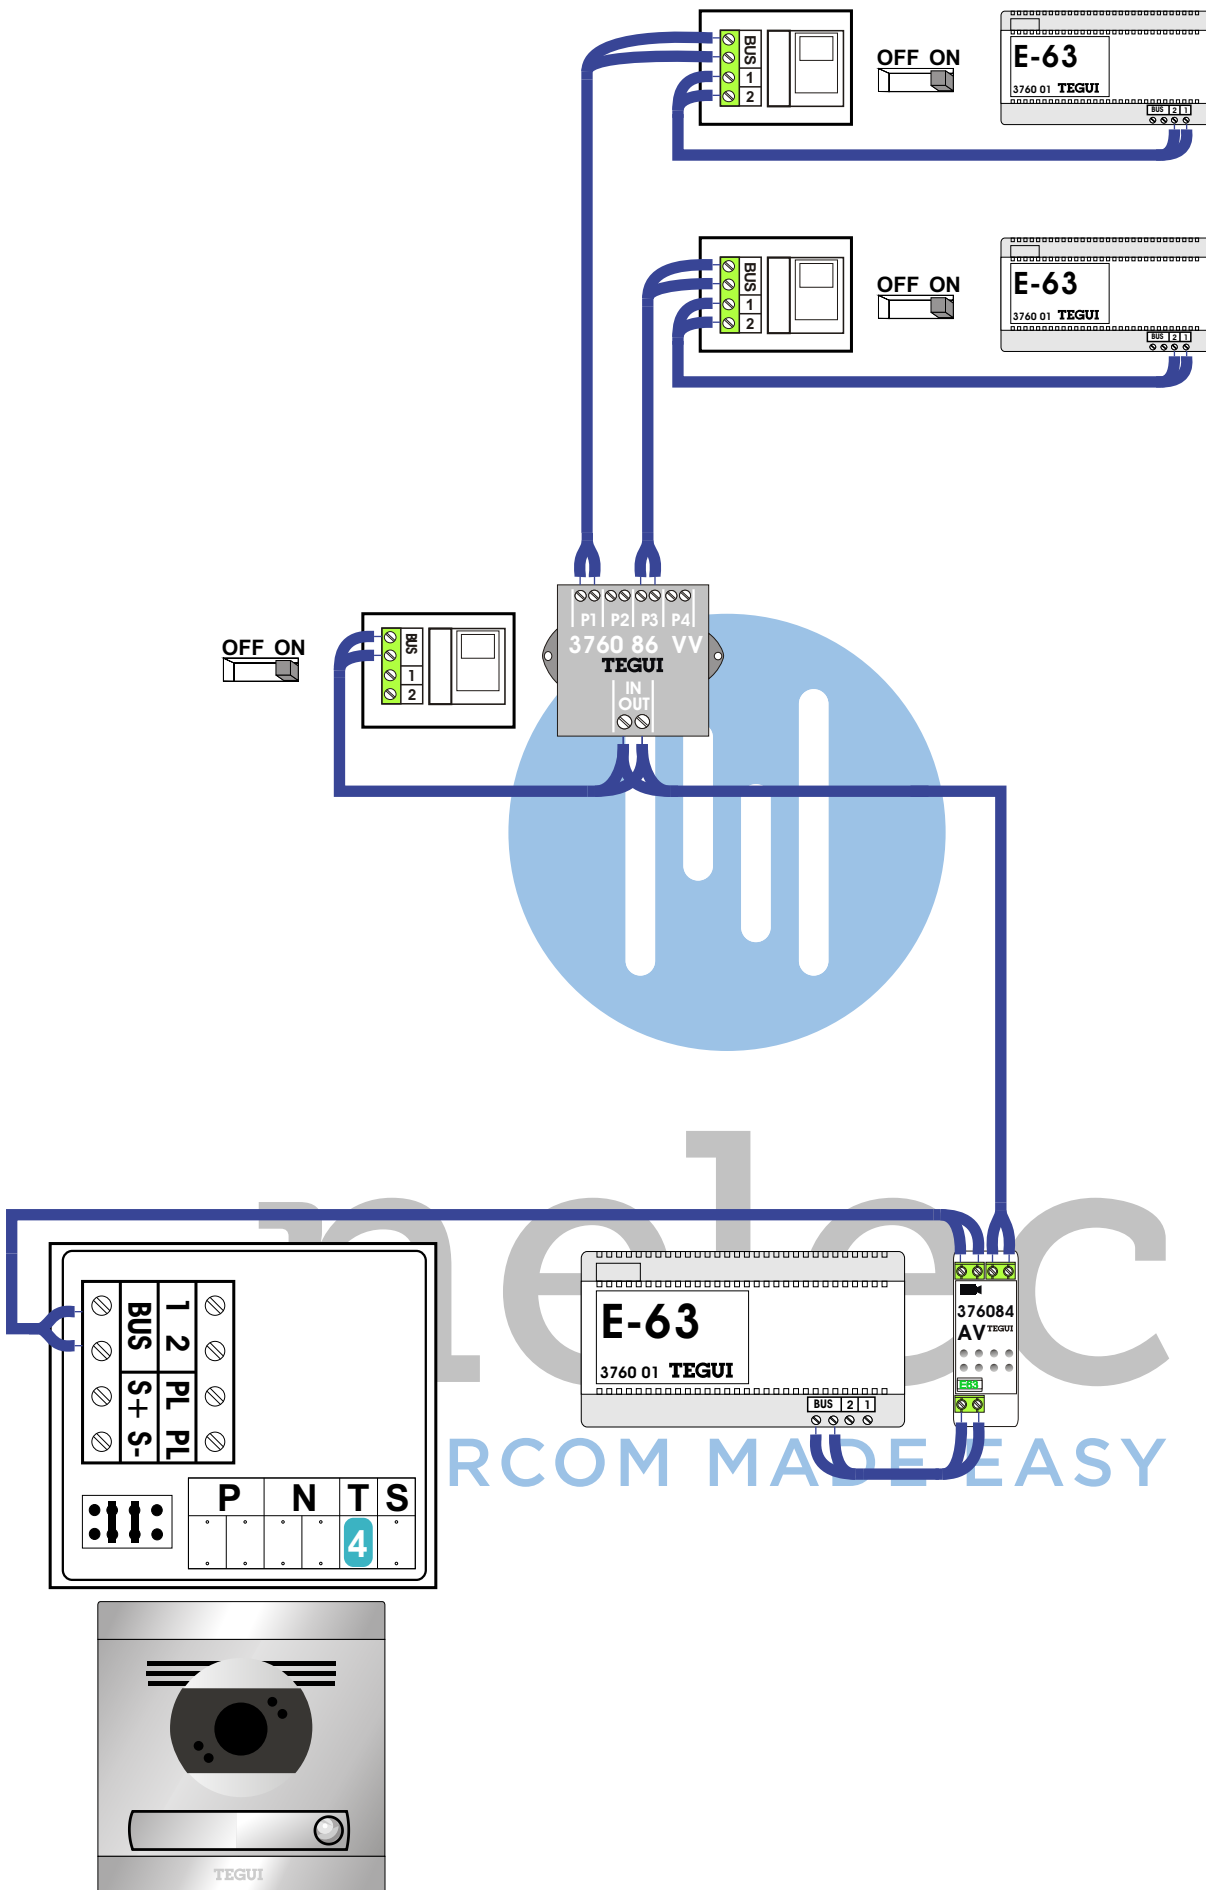 BUS
1
2
OFF ON
E-63
3760 01 TEGUI
BUS 2 1
BUS
1
2
OFF ON
E-63
3760 01 TEGUI
BUS 2 1
P1 P2 P3 P4
3760 86 VV
TEGUI
IN
OUT
OFF ON
BUS
1
2
nelec
RCOM MADE EASY
BUS 1 2
S+ S- PL PL
P N T S
4
E-63
3760 01 TEGUI
BUS 2 1
376084
AV TEGUI
E63
TEGUI